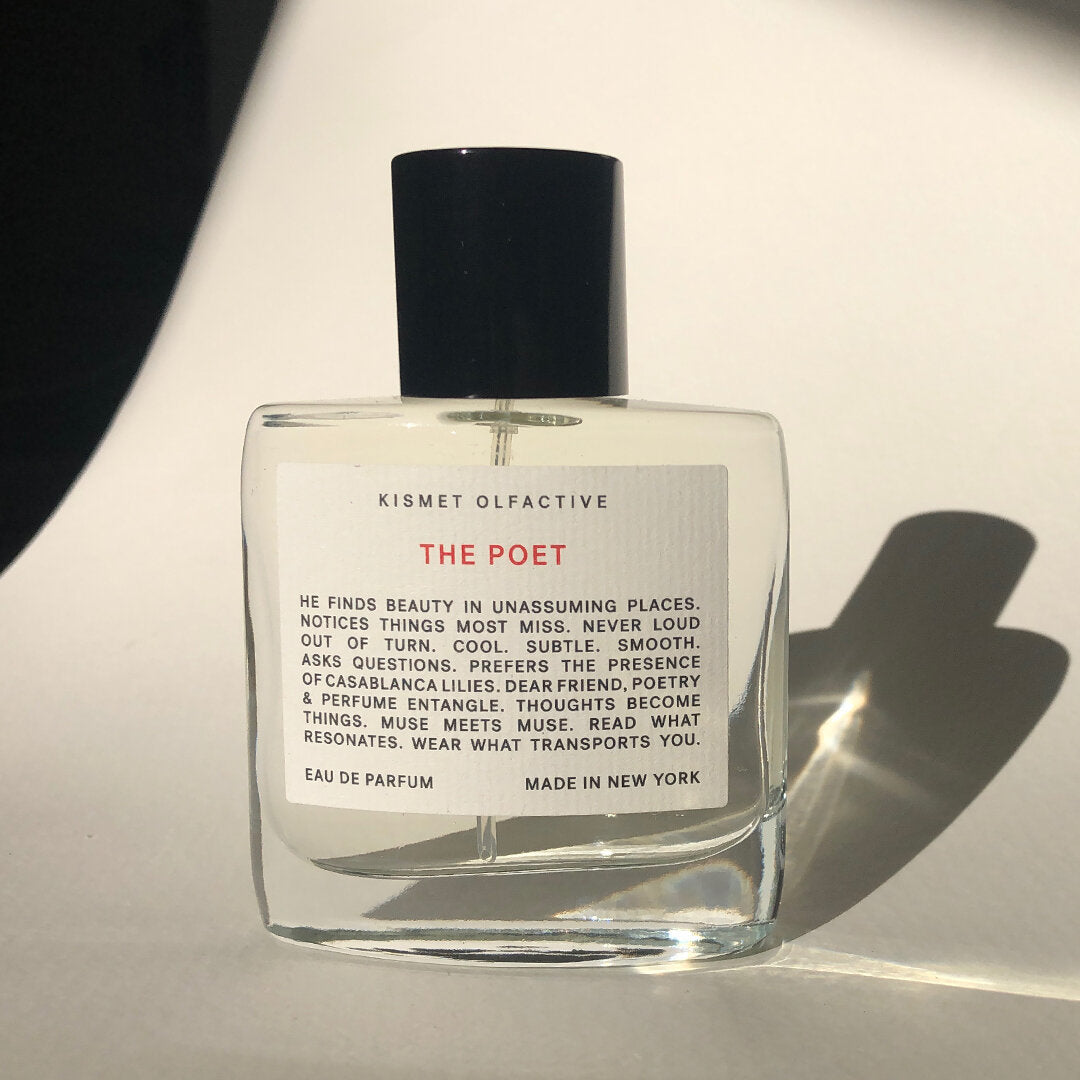 KISMET OLFACTIVE
THE POET
HE FINDS BEAUTY IN UNASSUMING PLACES.
NOTICES THINGS MOST MISS. NEVER LOUD
OUT OF TURN. COOL. SUBTLE. SMOOTH.
ASKS QUESTIONS. PREFERS THE PRESENCE
OF CASABLANCA LILIES. DEAR FRIEND, POETRY
& PERFUME ENTANGLE. THOUGHTS BECOME
THINGS. MUSE MEETS MUSE. READ WHAT
RESONATES. WEAR WHAT TRANSPORTS YOU.
EAU DE PARFUM MADE IN NEW YORK